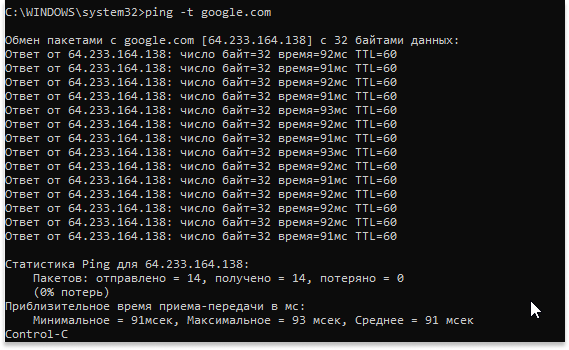 C:\WINDOWS\system32>ping -t google.com
Обмен пакетами с google.com [64.233.164.138] с 32 байтами данных:
Ответ от 64.233.164.138: число байт=32 время=92мс TTL=60
Ответ от 64.233.164.138: число байт=32 время=91мс TTL=60
Ответ от 64.233.164.138: число байт=32 время=92мс TTL=60
Ответ от 64.233.164.138: число байт=32 время=91мс TTL=60
Ответ от 64.233.164.138: число байт=32 время=93мс TTL=60
Ответ от 64.233.164.138: число байт=32 время=92мс TTL=60
Ответ от 64.233.164.138: число байт=32 время=91мс TTL=60
Ответ от 64.233.164.138: число байт=32 время=93мс TTL=60
Ответ от 64.233.164.138: число байт=32 время=92мс TTL=60
Ответ от 64.233.164.138: число байт=32 время=91мс TTL=60
Ответ от 64.233.164.138: число байт=32 время=92мс TTL=60
Ответ от 64.233.164.138: число байт=32 время=92мс TTL=60
Ответ от 64.233.164.138: число байт=32 время=92мс TTL=60
Ответ от 64.233.164.138: число байт=32 время=91мс TTL=60
Статистика Ping для 64.233.164.138:
Пакетов: отправлено = 14, получено = 14, потеряно = 0
(0% потерь)
Приблизительное время приема-передачи в мс:
Минимальное = 91мсек, Максимальное = 93 мсек, Среднее = 91 мсек
Control-C